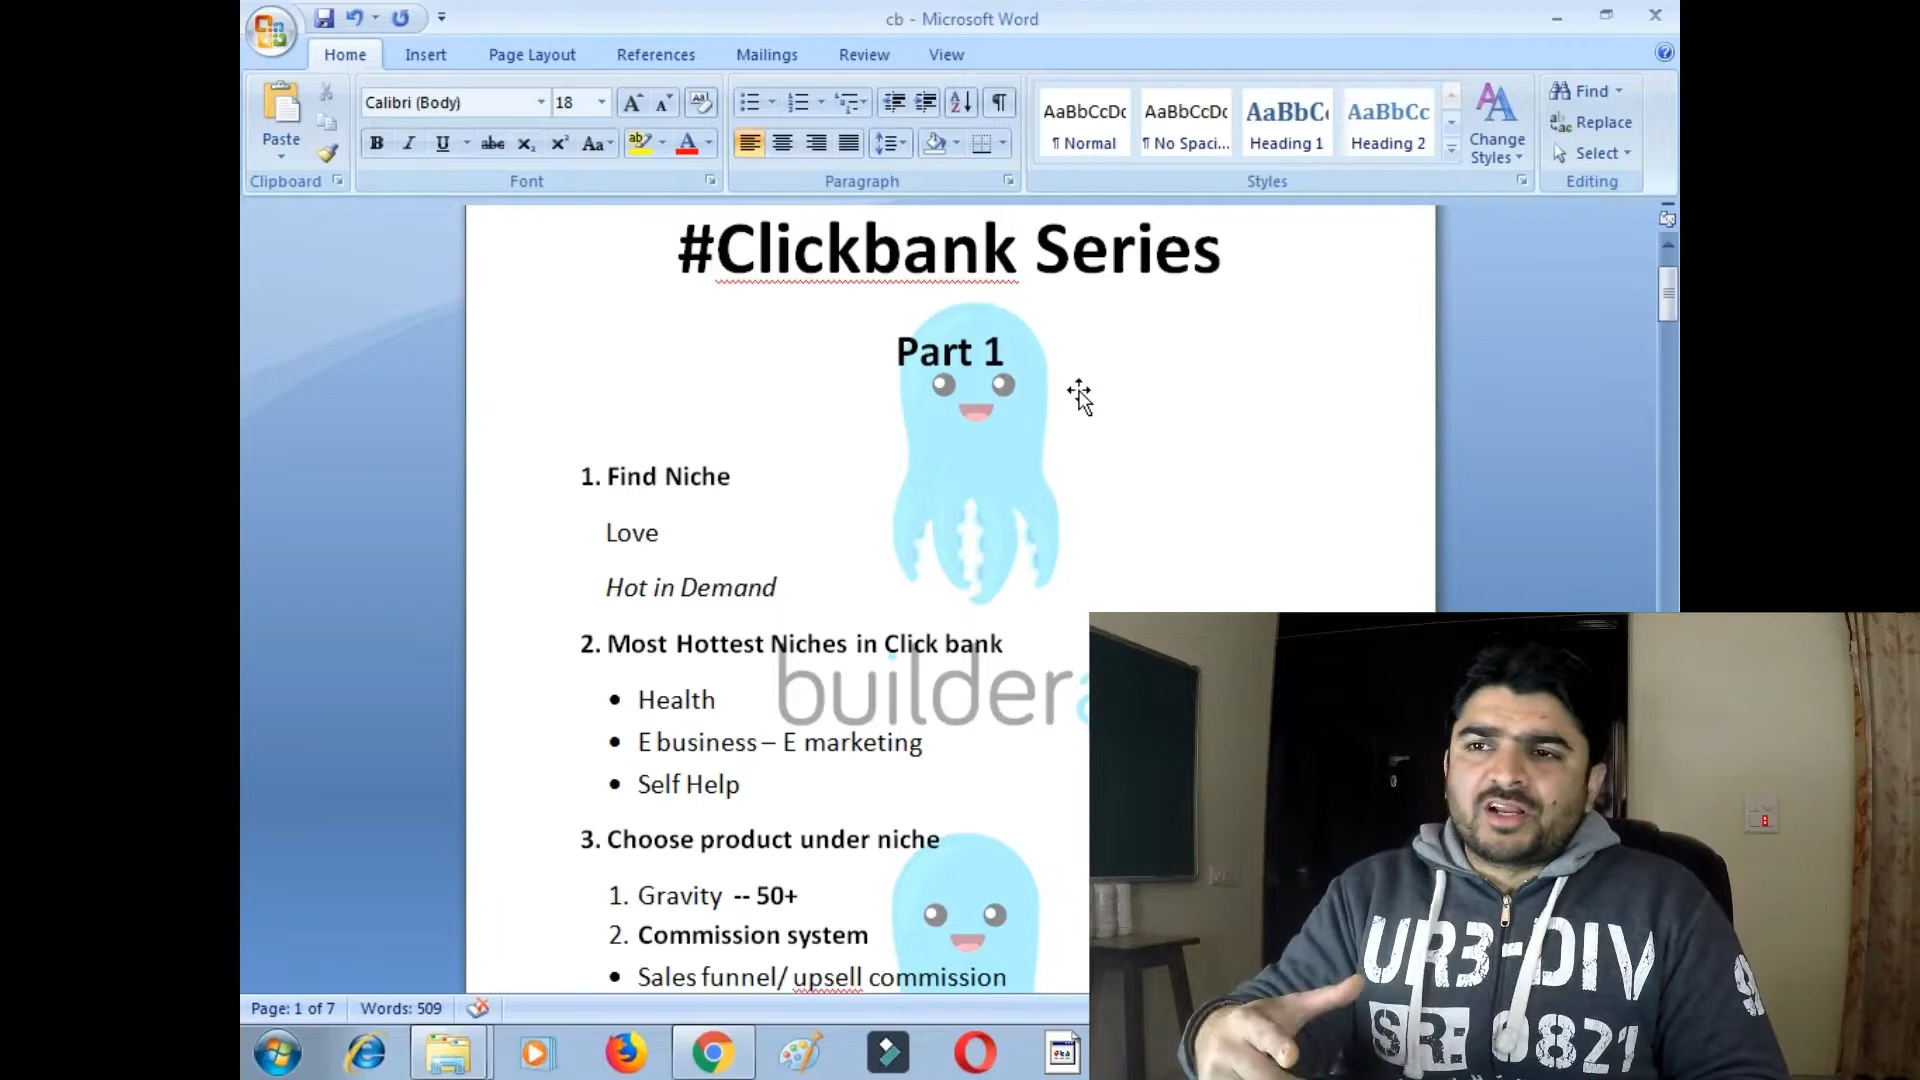 cb - Microsoft Word
Home Insert Page Layout References Mailings Review View
Calibri (Body) 18
AaBbCcDc AaBbCcDc AaBbC AaBbCc
Paste
¶ Normal ¶ No Spaci... Heading 1 Heading 2
Change Styles
Find
Replace
Select
Clipboard Font Paragraph Styles Editing
#Clickbank Series
Part 1
1. Find Niche
Love
Hot in Demand
2. Most Hottest Niches in Click bank
builder
• Health
• E business – E marketing
• Self Help
3. Choose product under niche
1. Gravity -- 50+
2. Commission system
• Sales funnel/ upsell commission
UR3-DIV
SR: 0821
Page: 1 of 7 Words: 509